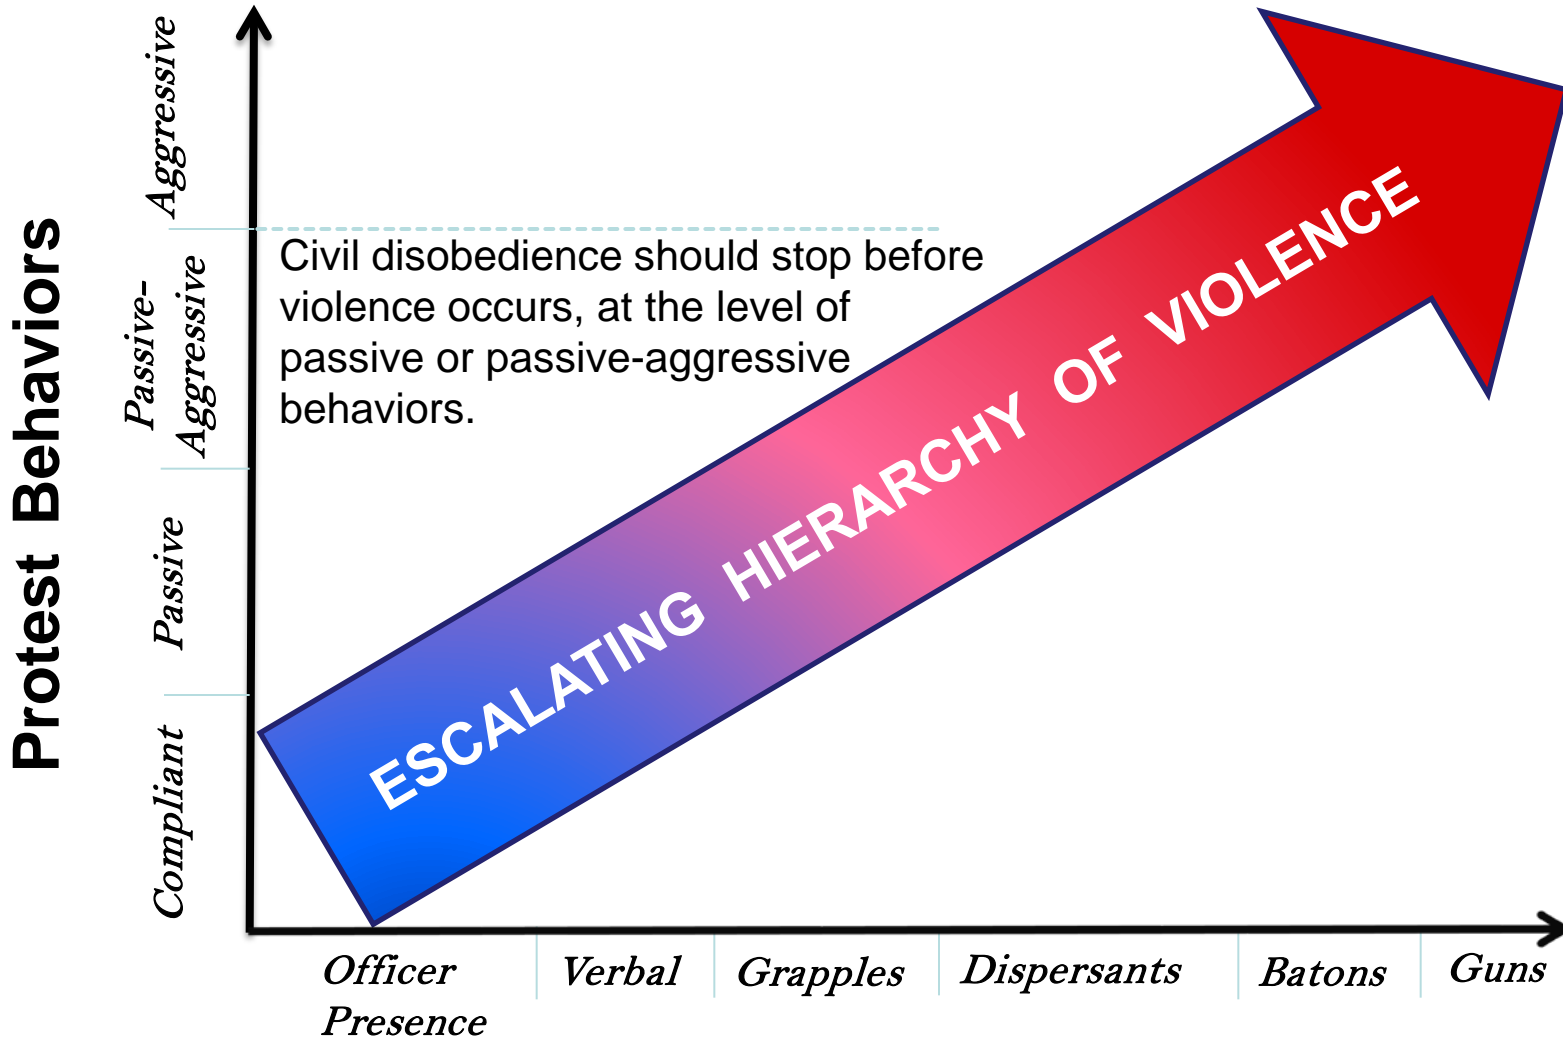 Protest Behaviors
Aggressive
Passive-
Aggressive
Passive
Compliant
Civil disobedience should stop before
violence occurs, at the level of
passive or passive-aggressive
behaviors.
ESCALATING HIERARCHY OF VIOLENCE
Officer
Presence
Verbal
Grapples
Dispersants
Batons
Guns